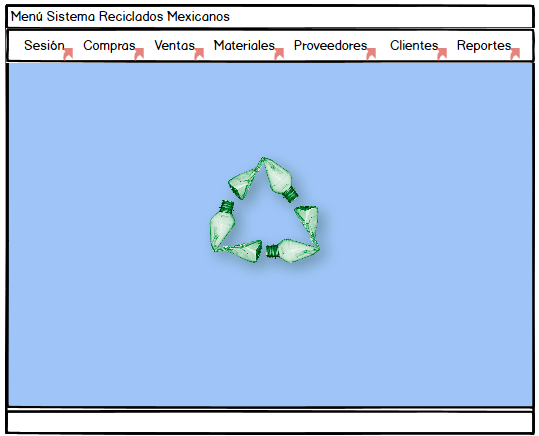 Menú Sistema Reciclados Mexicanos
Sesión Compras Ventas Materiales Proveedores Clientes Reportes